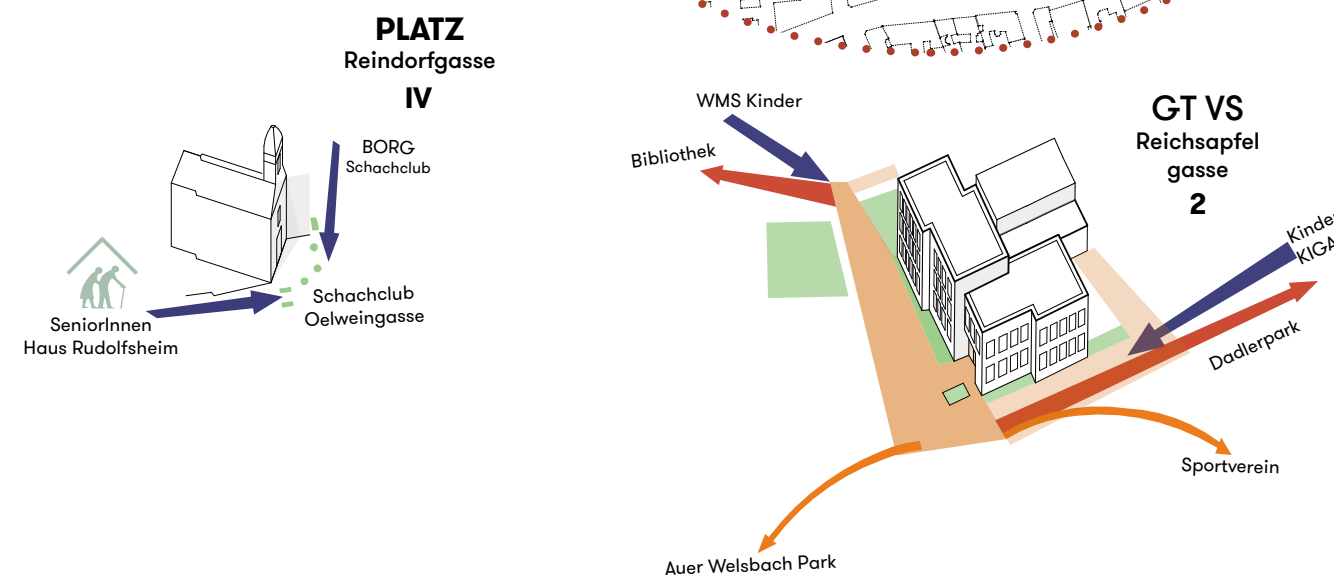 PLATZ
Reindorfgasse
IV
BORG
Schachclub
SeniorInnen
Haus Rudolfsheim
Schachclub
Oelweingasse
WMS Kinder
Bibliothek
GT VS
Reichsapfel
gasse
2
Dadlerpark
Sportverein
Auer Welsbach Park